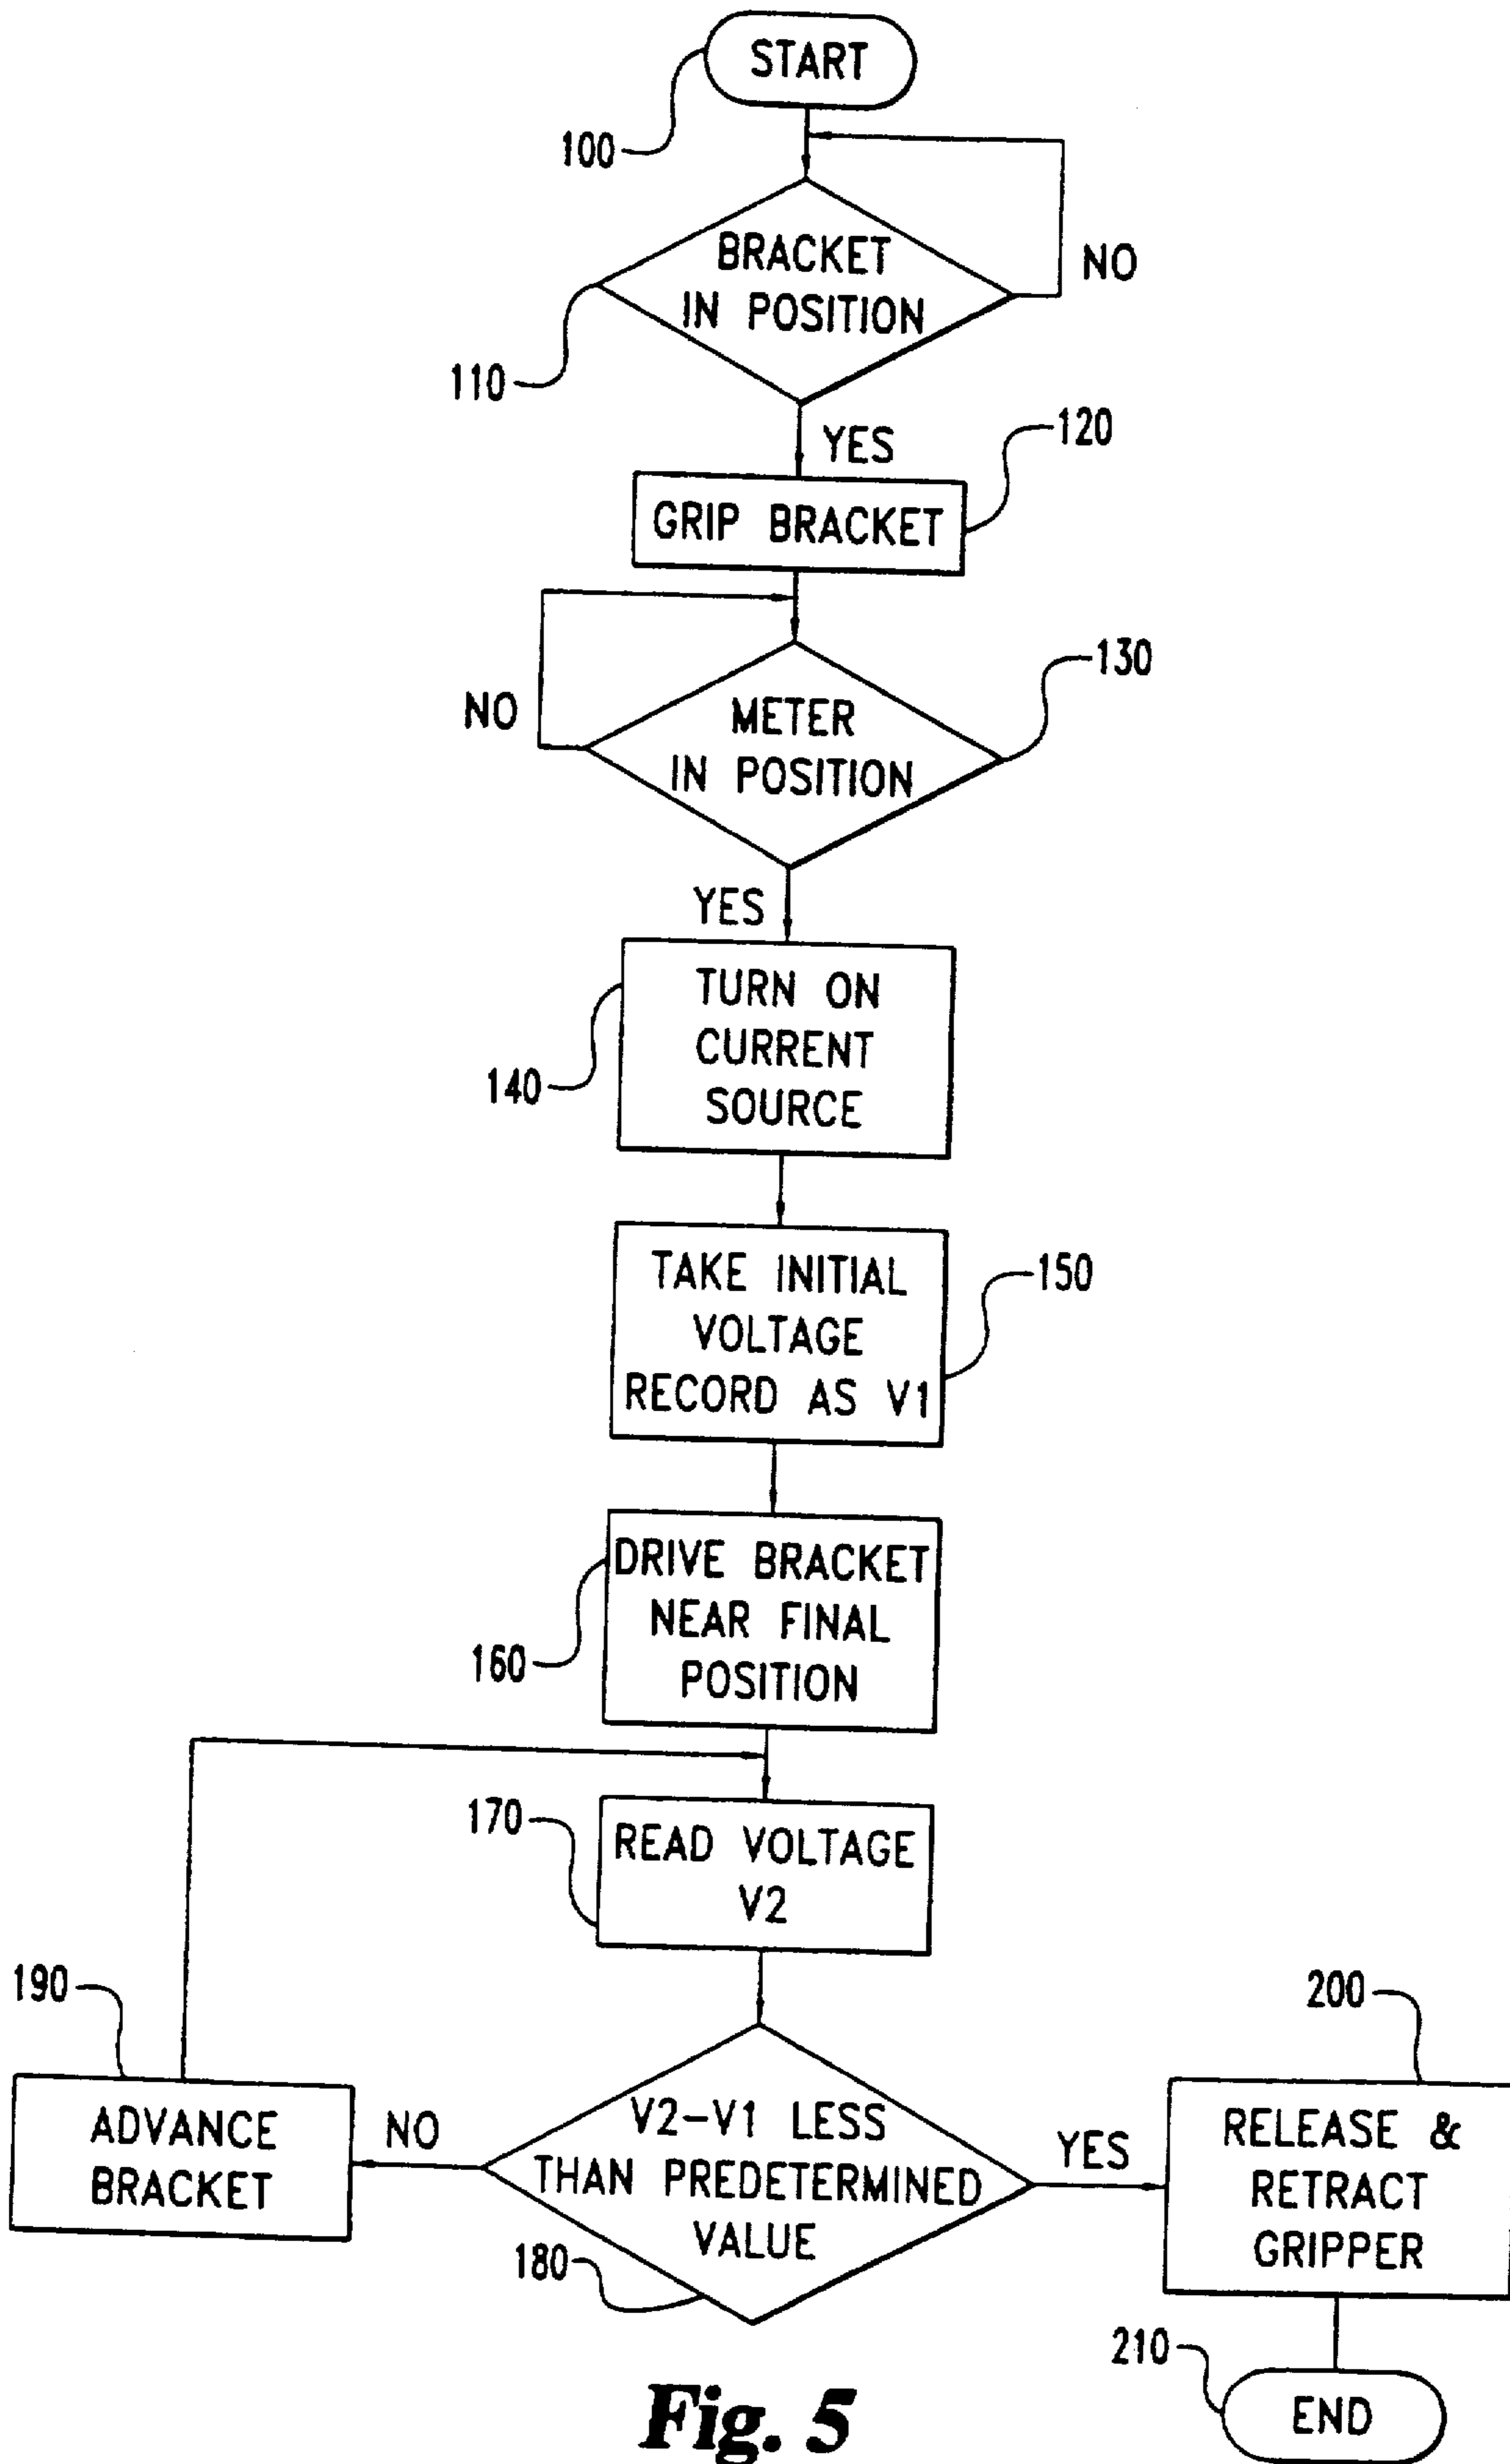 START
100
BRACKET
IN POSITION
NO
110
YES
120
GRIP BRACKET
130
NO
METER
IN POSITION
YES
TURN ON
CURRENT
SOURCE
140
TAKE INITIAL
VOLTAGE
RECORD AS V1
150
DRIVE BRACKET
NEAR FINAL
POSITION
160
170
READ VOLTAGE
V2
190
200
ADVANCE
BRACKET
NO
V2-V1 LESS
THAN PREDETERMINED
VALUE
YES
RELEASE &
RETRACT
GRIPPER
180
210
END
Fig. 5